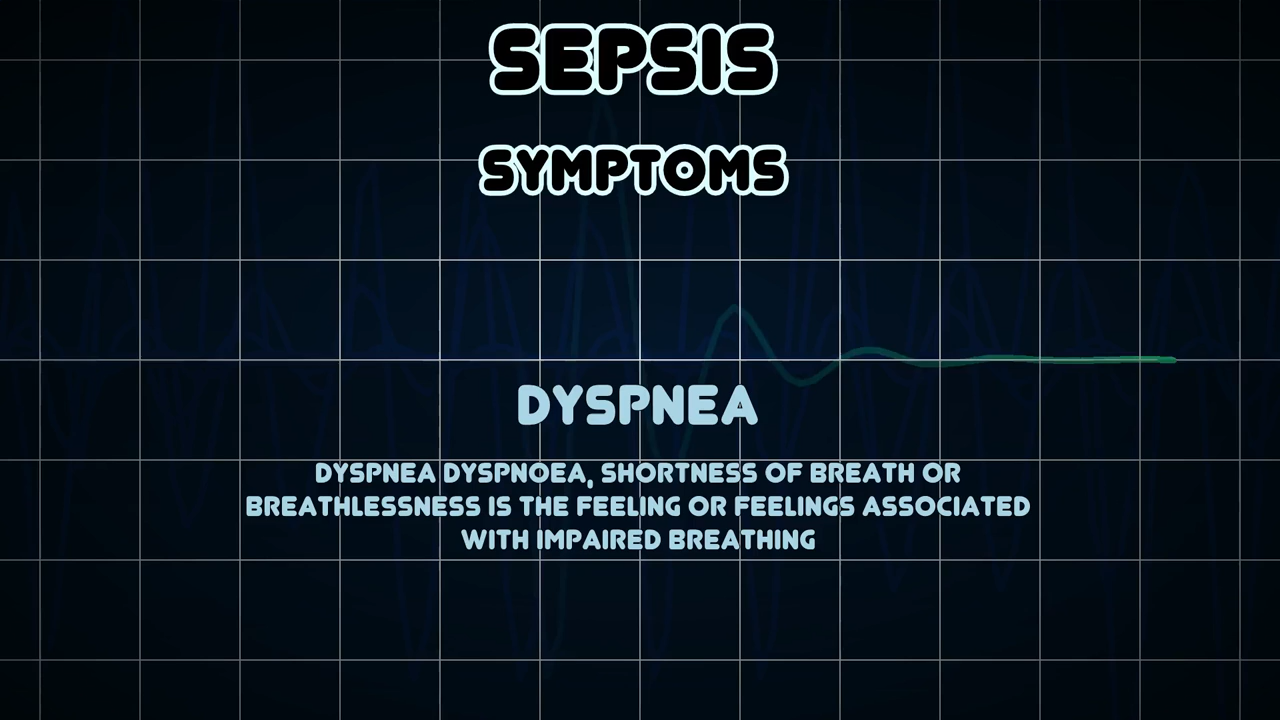 SEPSIS
SYMPTOMS
DYSPNEA
DYSPNEA DYSPNOEA, SHORTNESS OF BREATH OR
BREATHLESSNESS IS THE FEELING OR FEELINGS ASSOCIATED
WITH IMPAIRED BREATHING